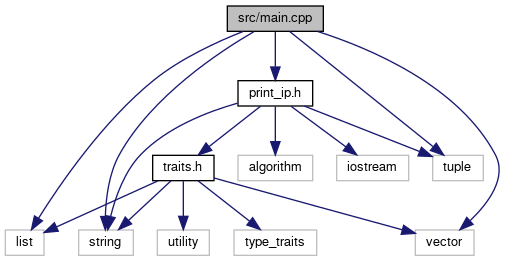 src/main.cpp
print_ip.h
traits.h
algorithm
iostream
tuple
list
string
utility
type_traits
vector